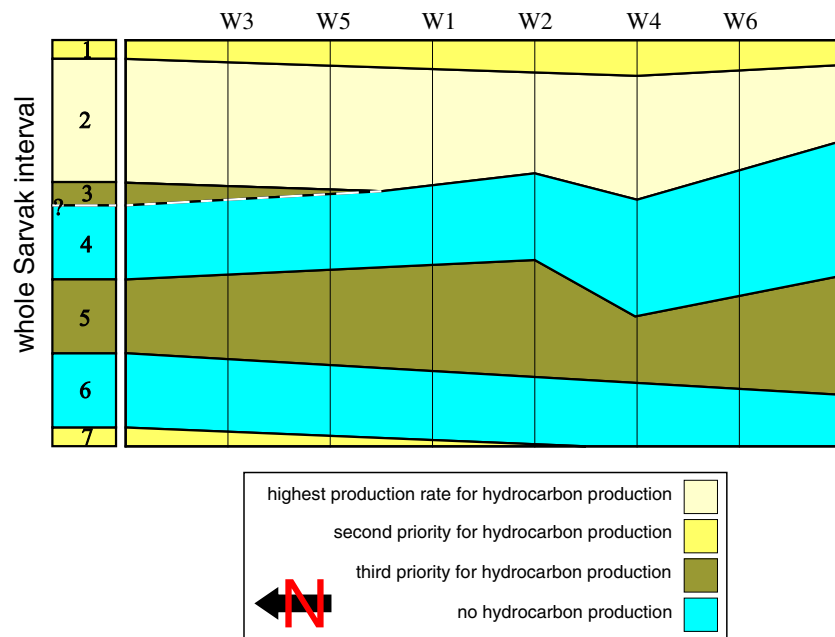 W3 W5 W1 W2 W4 W6
whole Sarvak interval
1
2
3
?
4
5
6
7
highest production rate for hydrocarbon production
second priority for hydrocarbon production
third priority for hydrocarbon production
no hydrocarbon production
N